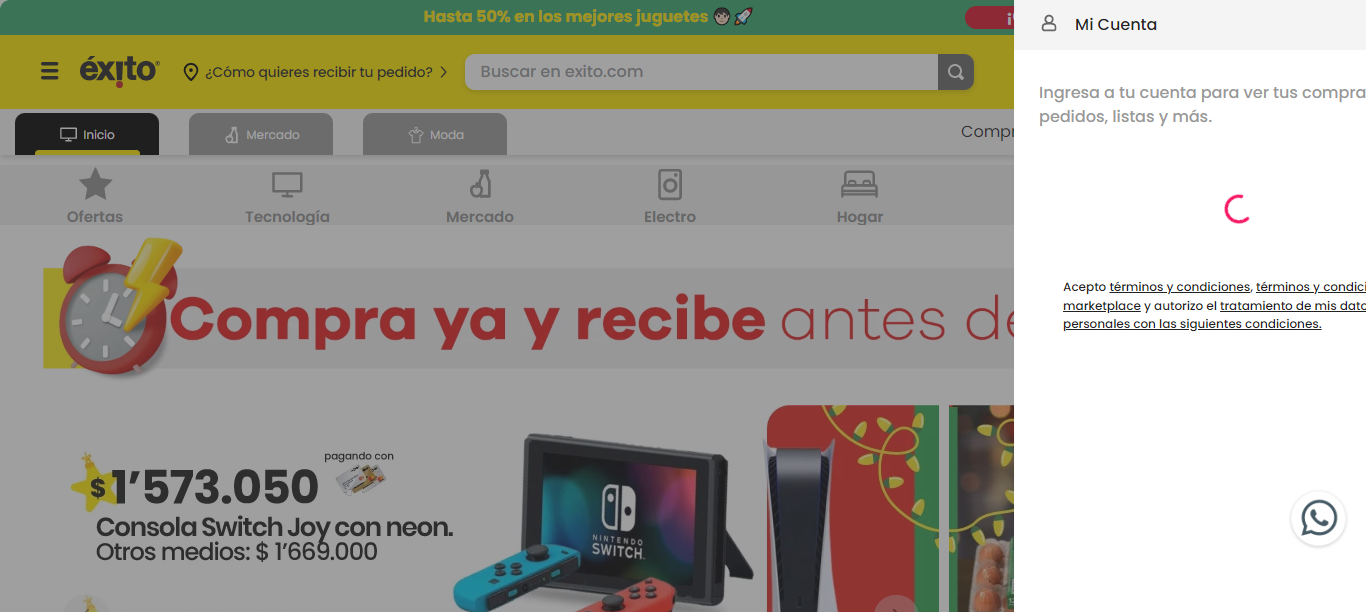 Hasta 50% en los mejores juguetes
Mi Cuenta
éxito
¿Cómo quieres recibir tu pedido?
Buscar en exito.com
Ingresa a tu cuenta para ver tus compra
pedidos, listas y más.
Inicio
Mercado
Moda
Compr
Ofertas
Tecnología
Mercado
Electro
Hogar
Compra ya y recibe antes de
Acepto términos y condiciones, términos y condici
marketplace y autorizo el tratamiento de mis dato
personales con las siguientes condiciones.
pagando con
$1’573.050
Consola Switch Joy con neon.
Otros medios: $ 1’669.000
NINTENDO
SWITCH